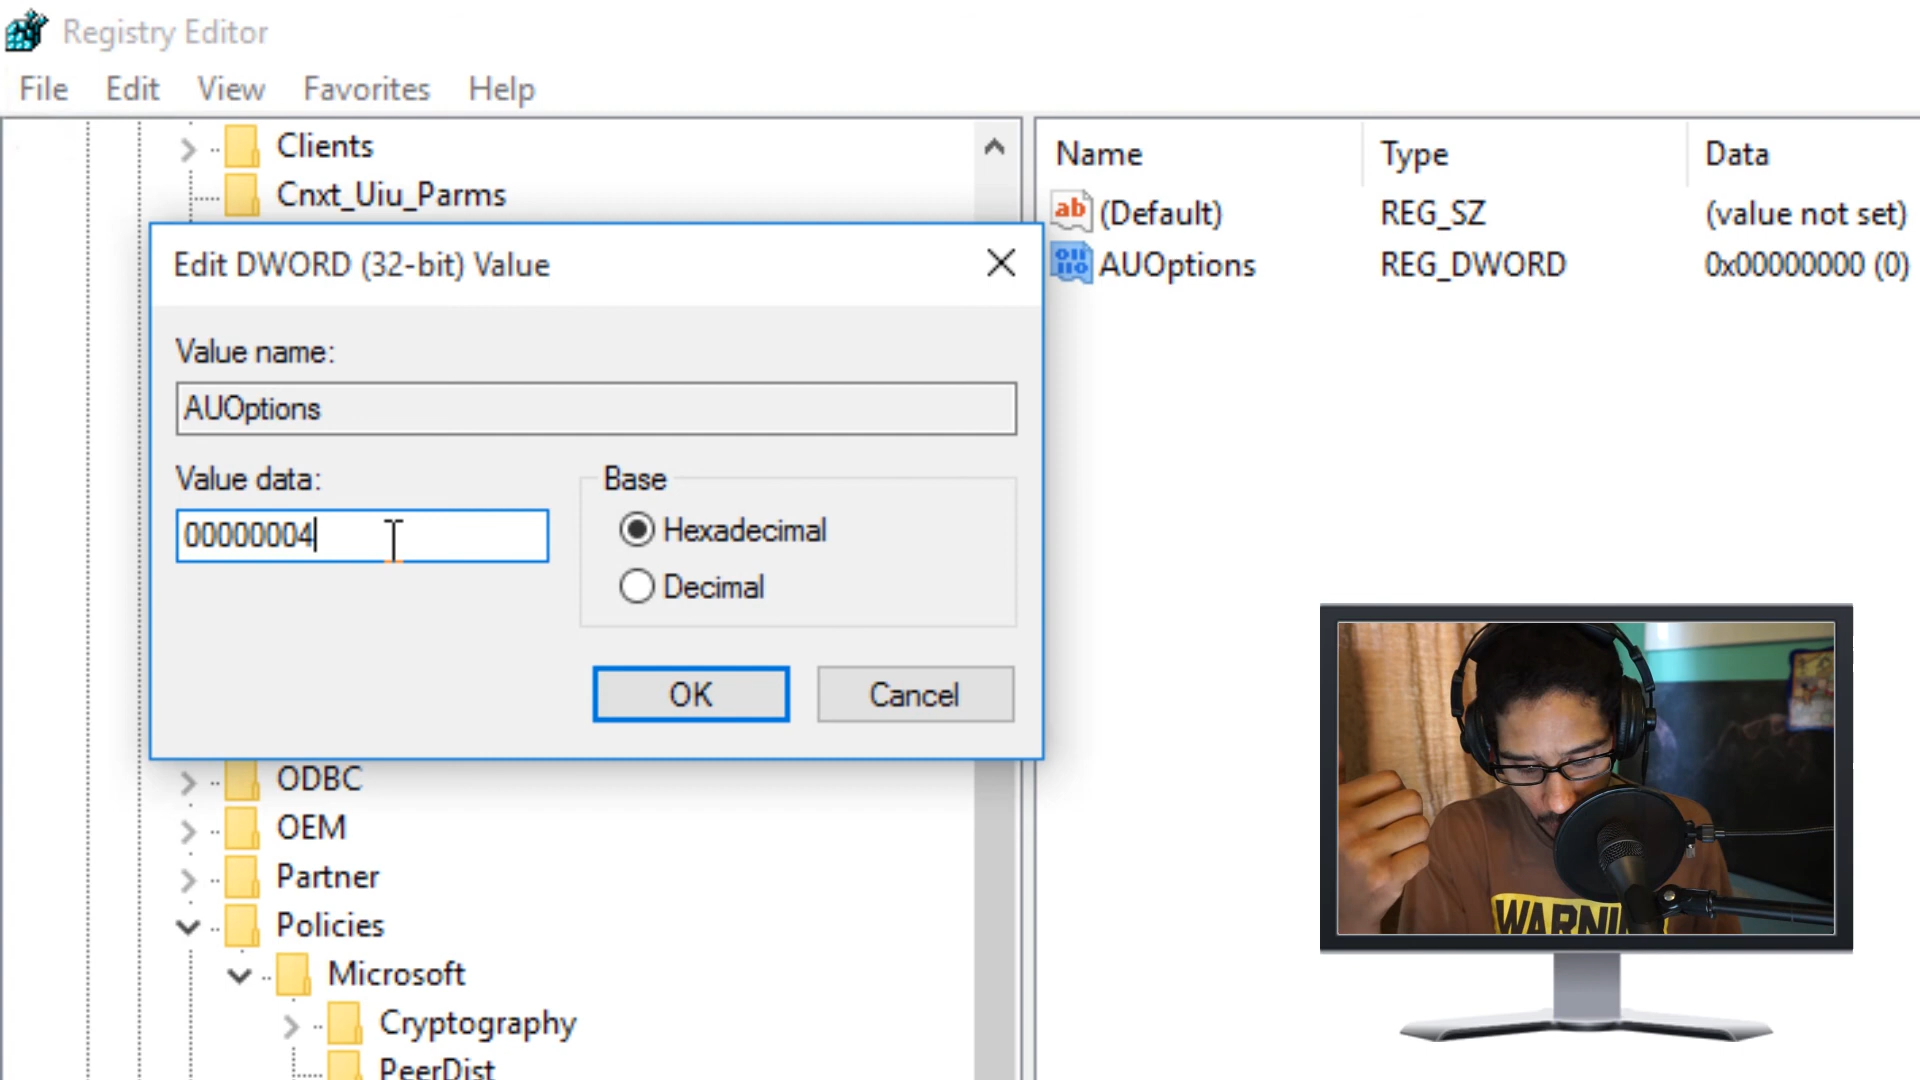 Registry Editor
File Edit View Favorites Help
Clients
Cnxt_Uiu_Parms
Name Type Data
(Default) REG_SZ (value not set)
AUOptions REG_DWORD 0x00000000 (0)
Edit DWORD (32-bit) Value
Value name:
AUOptions
Value data:
00000004
Base
Hexadecimal
Decimal
OK Cancel
ODBC
OEM
Partner
Policies
Microsoft
Cryptography
PeerDist
WARNIN